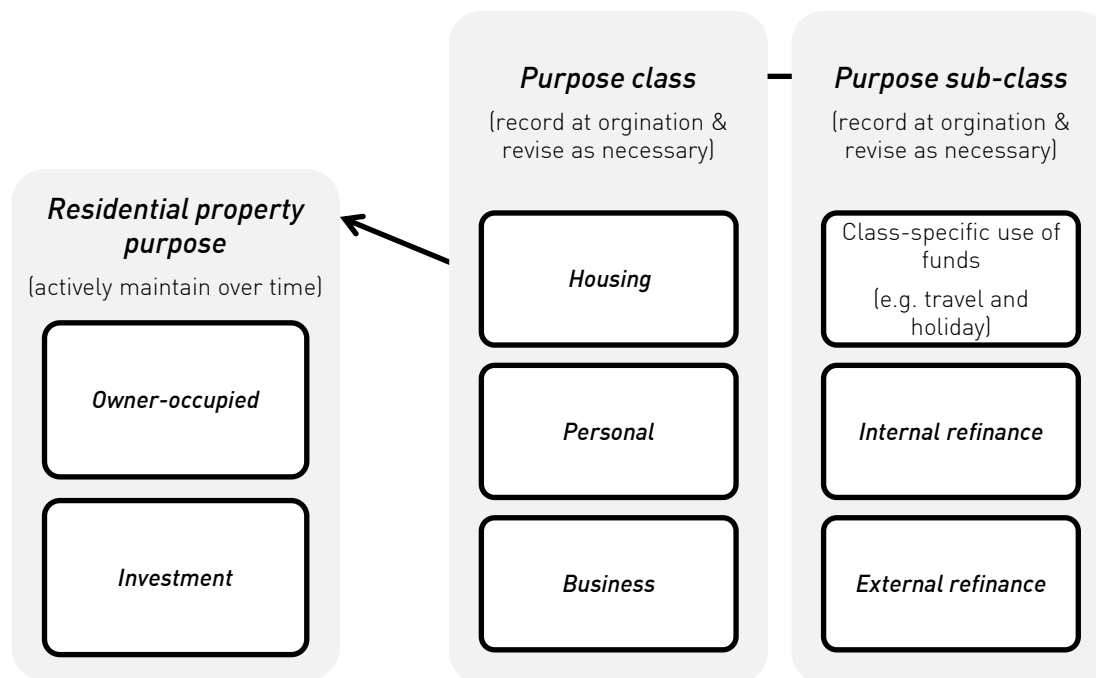 Residential property
purpose
(actively maintain over time)
Owner-occupied
Investment
Purpose class
(record at orgination &
revise as necessary)
Housing
Personal
Business
Purpose sub-class
(record at orgination &
revise as necessary)
Class-specific use of
funds
(e.g. travel and
holiday)
Internal refinance
External refinance